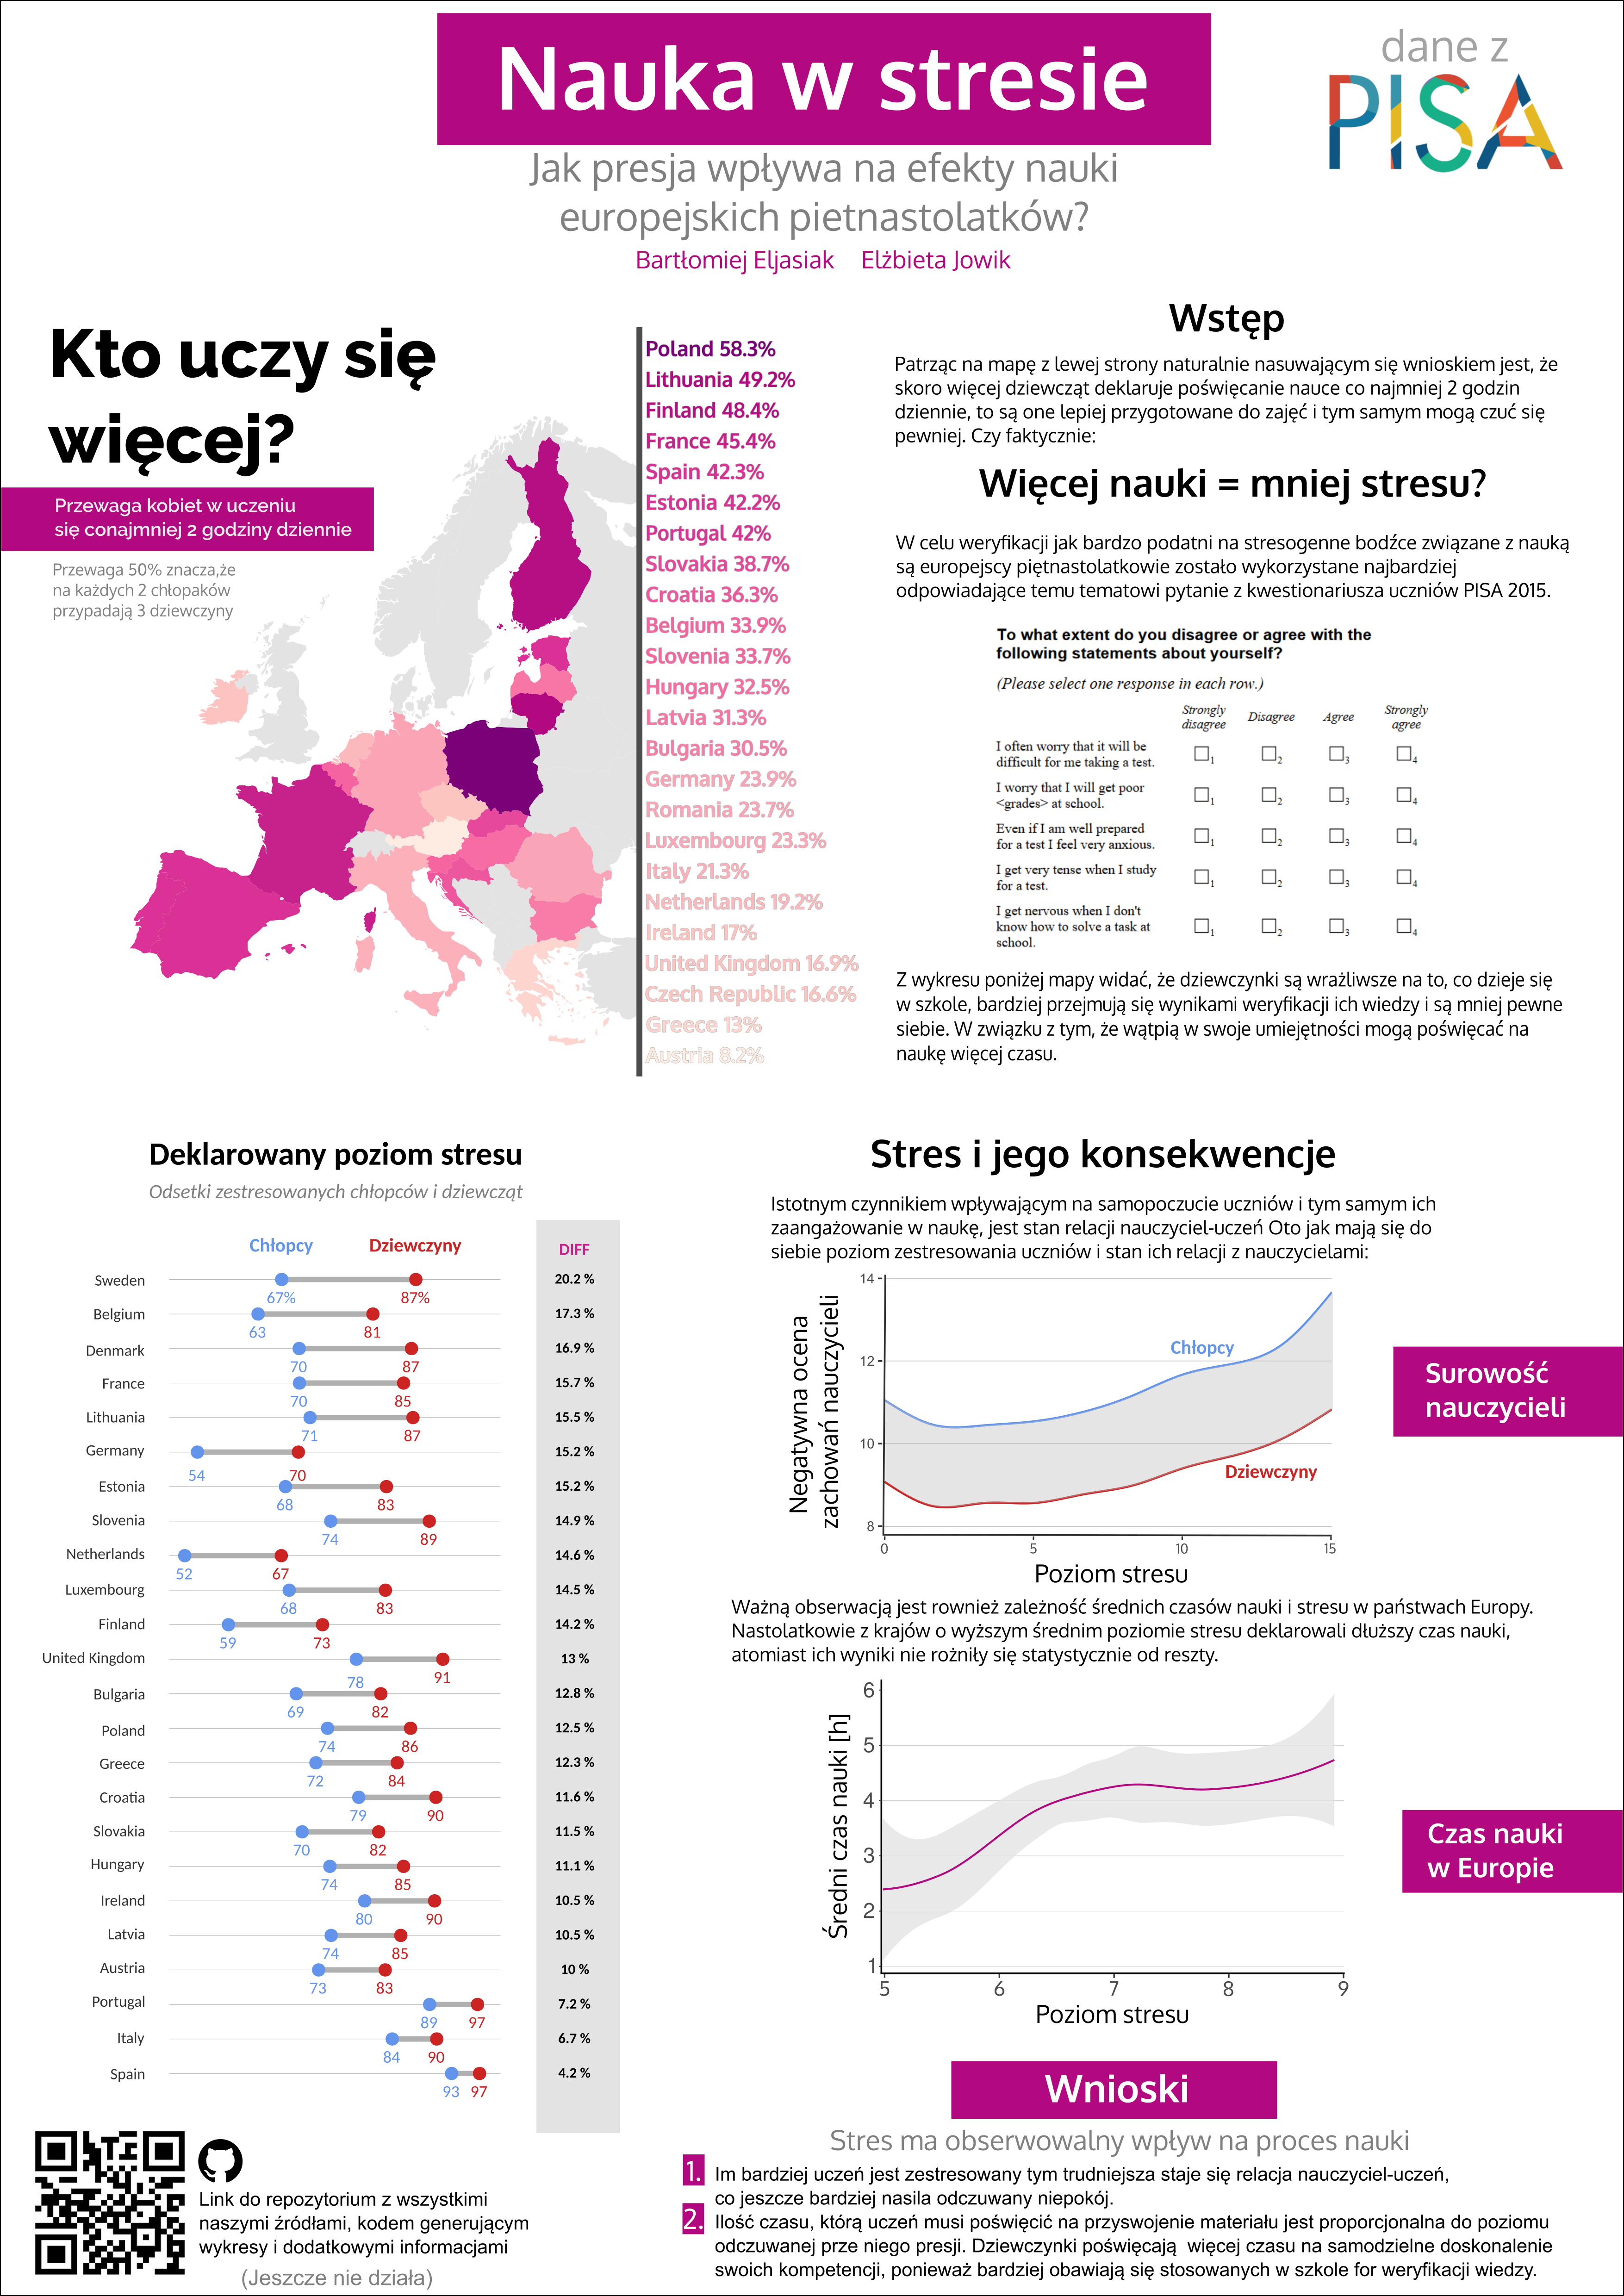 Nauka w stresie
dane z
PISA
Jak presja wpływa na efekty nauki
europejskich pietnastolatków?
Bartłomiej Eljasiak Elżbieta Jowik
Kto uczy się
więcej?
Przewaga kobiet w uczeniu
się conajmniej 2 godziny dziennie
Przewaga 50% znacza,że
na każdych 2 chłopaków
przypadają 3 dziewczyny
Poland 58.3%
Lithuania 49.2%
Finland 48.4%
France 45.4%
Spain 42.3%
Estonia 42.2%
Portugal 42%
Slovakia 38.7%
Croatia 36.3%
Belgium 33.9%
Slovenia 33.7%
Hungary 32.5%
Latvia 31.3%
Bulgaria 30.5%
Germany 23.9%
Romania 23.7%
Luxembourg 23.3%
Italy 21.3%
Netherlands 19.2%
Ireland 17%
United Kingdom 16.9%
Czech Republic 16.6%
Greece 13%
Austria 8.2%
Wstęp
Patrząc na mapę z lewej strony naturalnie nasuwającym się wnioskiem jest, że
skoro więcej dziewcząt deklaruje poświęcanie nauce co najmniej 2 godzin
dziennie, to są one lepiej przygotowane do zajęć i tym samym mogą czuć się
pewniej. Czy faktycznie:
Więcej nauki = mniej stresu?
W celu weryfikacji jak bardzo podatni na stresogenne bodźce związane z nauką
są europejscy piętnastolatkowie zostało wykorzystane najbardziej
odpowiadające temu tematowi pytanie z kwestionariusza uczniów PISA 2015.
To what extent do you disagree or agree with the
following statements about yourself?
(Please select one response in each row.)
Strongly disagree Disagree Agree Strongly agree
I often worry that it will be
difficult for me taking a test. 1 2 3 4
I worry that I will get poor
<grades> at school. 1 2 3 4
Even if I am well prepared
for a test I feel very anxious. 1 2 3 4
I get very tense when I study
for a test. 1 2 3 4
I get nervous when I don't
know how to solve a task at
school. 1 2 3 4
Z wykresu poniżej mapy widać, że dziewczynki są wrażliwsze na to, co dzieje się
w szkole, bardziej przejmują się wynikami weryfikacji ich wiedzy i są mniej pewne
siebie. W związku z tym, że wątpią w swoje umiejętności mogą poświęcać na
naukę więcej czasu.
Deklarowany poziom stresu
Odsetki zestresowanych chłopców i dziewcząt
Chłopcy Dziewczyny DIFF
Sweden 67% 87% 20.2 %
Belgium 63 81 17.3 %
Denmark 70 87 16.9 %
France 70 85 15.7 %
Lithuania 71 87 15.5 %
Germany 54 70 15.2 %
Estonia 68 83 15.2 %
Slovenia 74 89 14.9 %
Netherlands 52 67 14.6 %
Luxembourg 68 83 14.5 %
Finland 59 73 14.2 %
United Kingdom 78 91 13 %
Bulgaria 69 82 12.8 %
Poland 74 86 12.5 %
Greece 72 84 12.3 %
Croatia 79 90 11.6 %
Slovakia 70 82 11.5 %
Hungary 74 85 11.1 %
Ireland 80 90 10.5 %
Latvia 74 85 10.5 %
Austria 73 83 10 %
Portugal 89 97 7.2 %
Italy 84 90 6.7 %
Spain 93 97 4.2 %
Link do repozytorium z wszystkimi
naszymi źródłami, kodem generującym
wykresy i dodatkowymi informacjami
(Jeszcze nie działa)
Stres i jego konsekwencje
Istotnym czynnikiem wpływającym na samopoczucie uczniów i tym samym ich
zaangażowanie w naukę, jest stan relacji nauczyciel-uczeń Oto jak mają się do
siebie poziom zestresowania uczniów i stan ich relacji z nauczycielami:
Negatywna ocena
zachowań nauczycieli
14
12
10
8
Chłopcy
Dziewczyny
0 5 10 15
Poziom stresu
Surowość
nauczycieli
Ważną obserwacją jest rownież zależność średnich czasów nauki i stresu w państwach Europy.
Nastolatkowie z krajów o wyższym średnim poziomie stresu deklarowali dłuższy czas nauki,
atomiast ich wyniki nie rożniły się statystycznie od reszty.
Średni czas nauki [h]
6
5
4
3
2
1
5 6 7 8 9
Poziom stresu
Czas nauki
w Europie
Wnioski
Stres ma obserwowalny wpływ na proces nauki
1. Im bardziej uczeń jest zestresowany tym trudniejsza staje się relacja nauczyciel-uczeń,
co jeszcze bardziej nasila odczuwany niepokój.
2. Ilość czasu, którą uczeń musi poświęcić na przyswojenie materiału jest proporcjonalna do poziomu
odczuwanej prze niego presji. Dziewczynki poświęcają więcej czasu na samodzielne doskonalenie
swoich kompetencji, ponieważ bardziej obawiają się stosowanych w szkole for weryfikacji wiedzy.